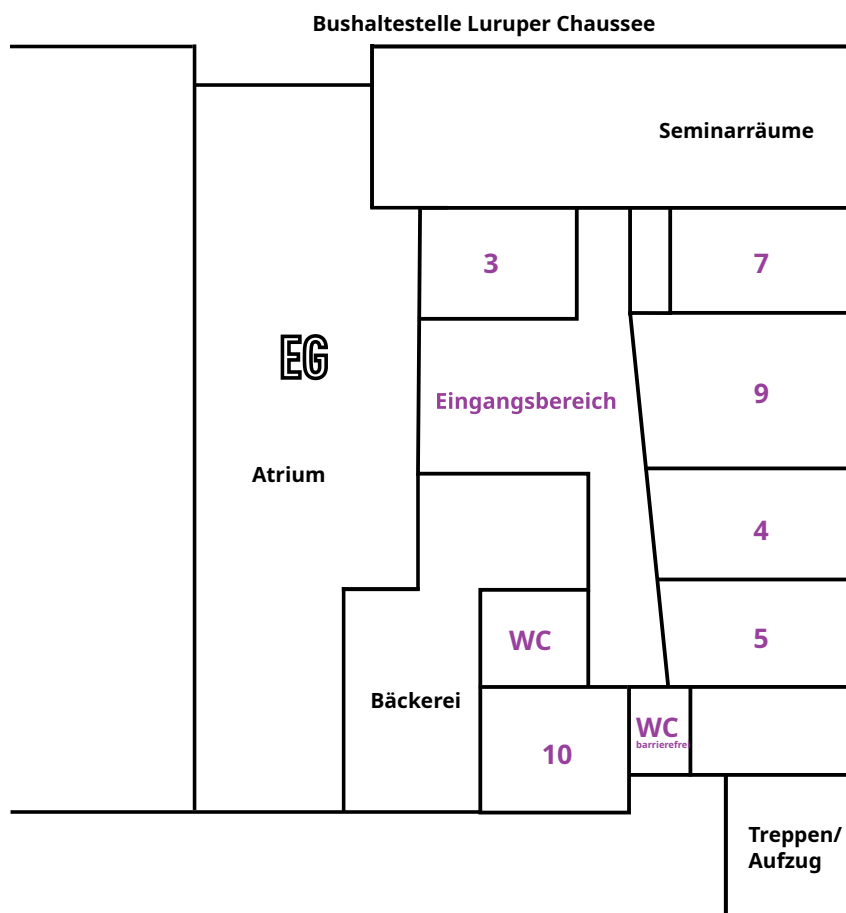 Bushaltestelle Luruper Chaussee
Seminarräume
3
7
EG
Eingangsbereich
9
Atrium
4
WC
5
Bäckerei
WC
barrierefrei
10
Treppen/
Aufzug